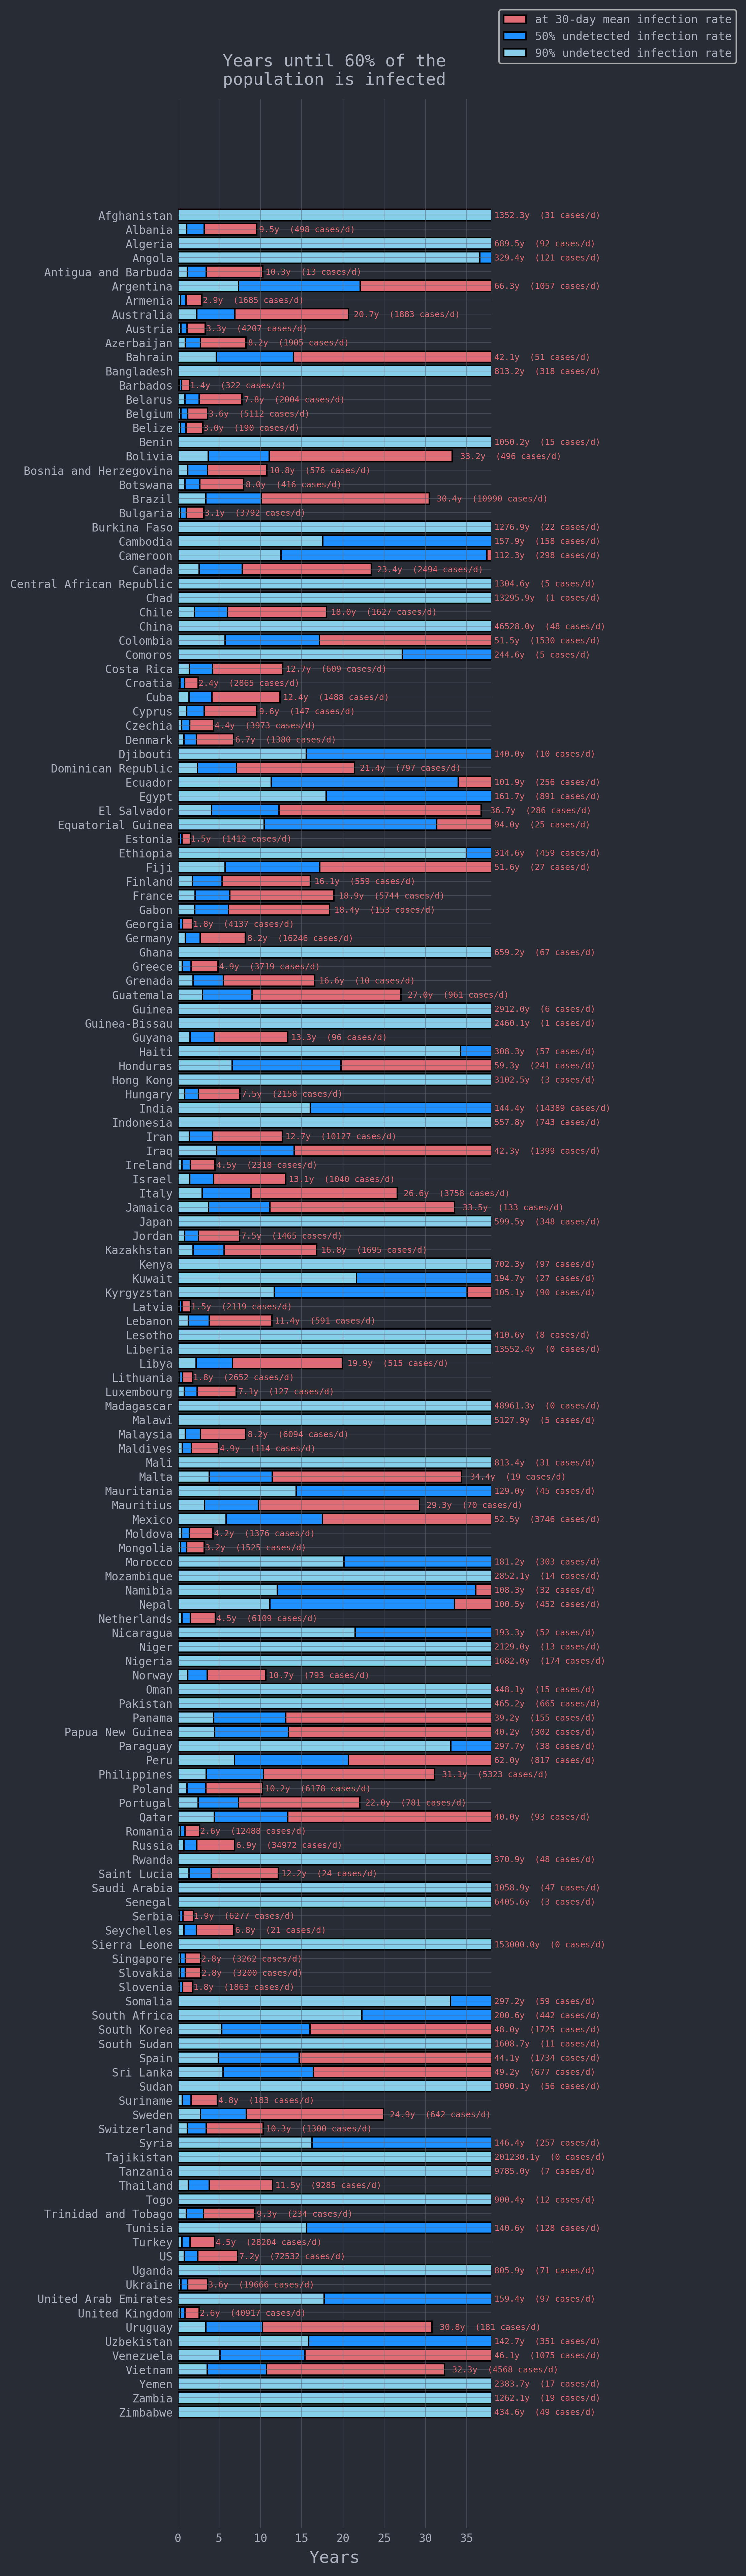 at 30-day mean infection rate
50% undetected infection rate
90% undetected infection rate
Years until 60% of the
population is infected
Afghanistan 1352.3y (31 cases/d)
Albania 9.5y (498 cases/d)
Algeria 689.5y (92 cases/d)
Angola 329.4y (121 cases/d)
Antigua and Barbuda 10.3y (13 cases/d)
Argentina 66.3y (1057 cases/d)
Armenia 2.9y (1685 cases/d)
Australia 20.7y (1883 cases/d)
Austria 3.3y (4207 cases/d)
Azerbaijan 8.2y (1905 cases/d)
Bahrain 42.1y (51 cases/d)
Bangladesh 813.2y (318 cases/d)
Barbados 1.4y (322 cases/d)
Belarus 7.8y (2004 cases/d)
Belgium 3.6y (5112 cases/d)
Belize 3.0y (190 cases/d)
Benin 1050.2y (15 cases/d)
Bolivia 33.2y (496 cases/d)
Bosnia and Herzegovina 10.8y (576 cases/d)
Botswana 8.0y (416 cases/d)
Brazil 30.4y (10990 cases/d)
Bulgaria 3.1y (3792 cases/d)
Burkina Faso 1276.9y (22 cases/d)
Cambodia 157.9y (158 cases/d)
Cameroon 112.3y (298 cases/d)
Canada 23.4y (2494 cases/d)
Central African Republic 1304.6y (5 cases/d)
Chad 13295.9y (1 cases/d)
Chile 18.0y (1627 cases/d)
China 46528.0y (48 cases/d)
Colombia 51.5y (1530 cases/d)
Comoros 244.6y (5 cases/d)
Costa Rica 12.7y (609 cases/d)
Croatia 2.4y (2865 cases/d)
Cuba 12.4y (1488 cases/d)
Cyprus 9.6y (147 cases/d)
Czechia 4.4y (3973 cases/d)
Denmark 6.7y (1380 cases/d)
Djibouti 140.0y (10 cases/d)
Dominican Republic 21.4y (797 cases/d)
Ecuador 101.9y (256 cases/d)
Egypt 161.7y (891 cases/d)
El Salvador 36.7y (286 cases/d)
Equatorial Guinea 94.0y (25 cases/d)
Estonia 1.5y (1412 cases/d)
Ethiopia 314.6y (459 cases/d)
Fiji 51.6y (27 cases/d)
Finland 16.1y (559 cases/d)
France 18.9y (5744 cases/d)
Gabon 18.4y (153 cases/d)
Georgia 1.8y (4137 cases/d)
Germany 8.2y (16246 cases/d)
Ghana 659.2y (67 cases/d)
Greece 4.9y (3719 cases/d)
Grenada 16.6y (10 cases/d)
Guatemala 27.0y (961 cases/d)
Guinea 2912.0y (6 cases/d)
Guinea-Bissau 2460.1y (1 cases/d)
Guyana 13.3y (96 cases/d)
Haiti 308.3y (57 cases/d)
Honduras 59.3y (241 cases/d)
Hong Kong 3102.5y (3 cases/d)
Hungary 7.5y (2158 cases/d)
India 144.4y (14389 cases/d)
Indonesia 557.8y (743 cases/d)
Iran 12.7y (10127 cases/d)
Iraq 42.3y (1399 cases/d)
Ireland 4.5y (2318 cases/d)
Israel 13.1y (1040 cases/d)
Italy 26.6y (3758 cases/d)
Jamaica 33.5y (133 cases/d)
Japan 599.5y (348 cases/d)
Jordan 7.5y (1465 cases/d)
Kazakhstan 16.8y (1695 cases/d)
Kenya 702.3y (97 cases/d)
Kuwait 194.7y (27 cases/d)
Kyrgyzstan 105.1y (90 cases/d)
Latvia 1.5y (2119 cases/d)
Lebanon 11.4y (591 cases/d)
Lesotho 410.6y (8 cases/d)
Liberia 13552.4y (0 cases/d)
Libya 19.9y (515 cases/d)
Lithuania 1.8y (2652 cases/d)
Luxembourg 7.1y (127 cases/d)
Madagascar 48961.3y (0 cases/d)
Malawi 5127.9y (5 cases/d)
Malaysia 8.2y (6094 cases/d)
Maldives 4.9y (114 cases/d)
Mali 813.4y (31 cases/d)
Malta 34.4y (19 cases/d)
Mauritania 129.0y (45 cases/d)
Mauritius 29.3y (70 cases/d)
Mexico 52.5y (3746 cases/d)
Moldova 4.2y (1376 cases/d)
Mongolia 3.2y (1525 cases/d)
Morocco 181.2y (303 cases/d)
Mozambique 2852.1y (14 cases/d)
Namibia 108.3y (32 cases/d)
Nepal 100.5y (452 cases/d)
Netherlands 4.5y (6109 cases/d)
Nicaragua 193.3y (52 cases/d)
Niger 2129.0y (13 cases/d)
Nigeria 1682.0y (174 cases/d)
Norway 10.7y (793 cases/d)
Oman 448.1y (15 cases/d)
Pakistan 465.2y (665 cases/d)
Panama 39.2y (155 cases/d)
Papua New Guinea 40.2y (302 cases/d)
Paraguay 297.7y (38 cases/d)
Peru 62.0y (817 cases/d)
Philippines 31.1y (5323 cases/d)
Poland 10.2y (6178 cases/d)
Portugal 22.0y (781 cases/d)
Qatar 40.0y (93 cases/d)
Romania 2.6y (12488 cases/d)
Russia 6.9y (34972 cases/d)
Rwanda 370.9y (48 cases/d)
Saint Lucia 12.2y (24 cases/d)
Saudi Arabia 1058.9y (47 cases/d)
Senegal 6405.6y (3 cases/d)
Serbia 1.9y (6277 cases/d)
Seychelles 6.8y (21 cases/d)
Sierra Leone 153000.0y (0 cases/d)
Singapore 2.8y (3262 cases/d)
Slovakia 2.8y (3200 cases/d)
Slovenia 1.8y (1863 cases/d)
Somalia 297.2y (59 cases/d)
South Africa 200.6y (442 cases/d)
South Korea 48.0y (1725 cases/d)
South Sudan 1608.7y (11 cases/d)
Spain 44.1y (1734 cases/d)
Sri Lanka 49.2y (677 cases/d)
Sudan 1090.1y (56 cases/d)
Suriname 4.8y (183 cases/d)
Sweden 24.9y (642 cases/d)
Switzerland 10.3y (1300 cases/d)
Syria 146.4y (257 cases/d)
Tajikistan 201230.1y (0 cases/d)
Tanzania 9785.0y (7 cases/d)
Thailand 11.5y (9285 cases/d)
Togo 900.4y (12 cases/d)
Trinidad and Tobago 9.3y (234 cases/d)
Tunisia 140.6y (128 cases/d)
Turkey 4.5y (28204 cases/d)
US 7.2y (72532 cases/d)
Uganda 805.9y (71 cases/d)
Ukraine 3.6y (19666 cases/d)
United Arab Emirates 159.4y (97 cases/d)
United Kingdom 2.6y (40917 cases/d)
Uruguay 30.8y (181 cases/d)
Uzbekistan 142.7y (351 cases/d)
Venezuela 46.1y (1075 cases/d)
Vietnam 32.3y (4568 cases/d)
Yemen 2383.7y (17 cases/d)
Zambia 1262.1y (19 cases/d)
Zimbabwe 434.6y (49 cases/d)
0 5 10 15 20 25 30 35
Years